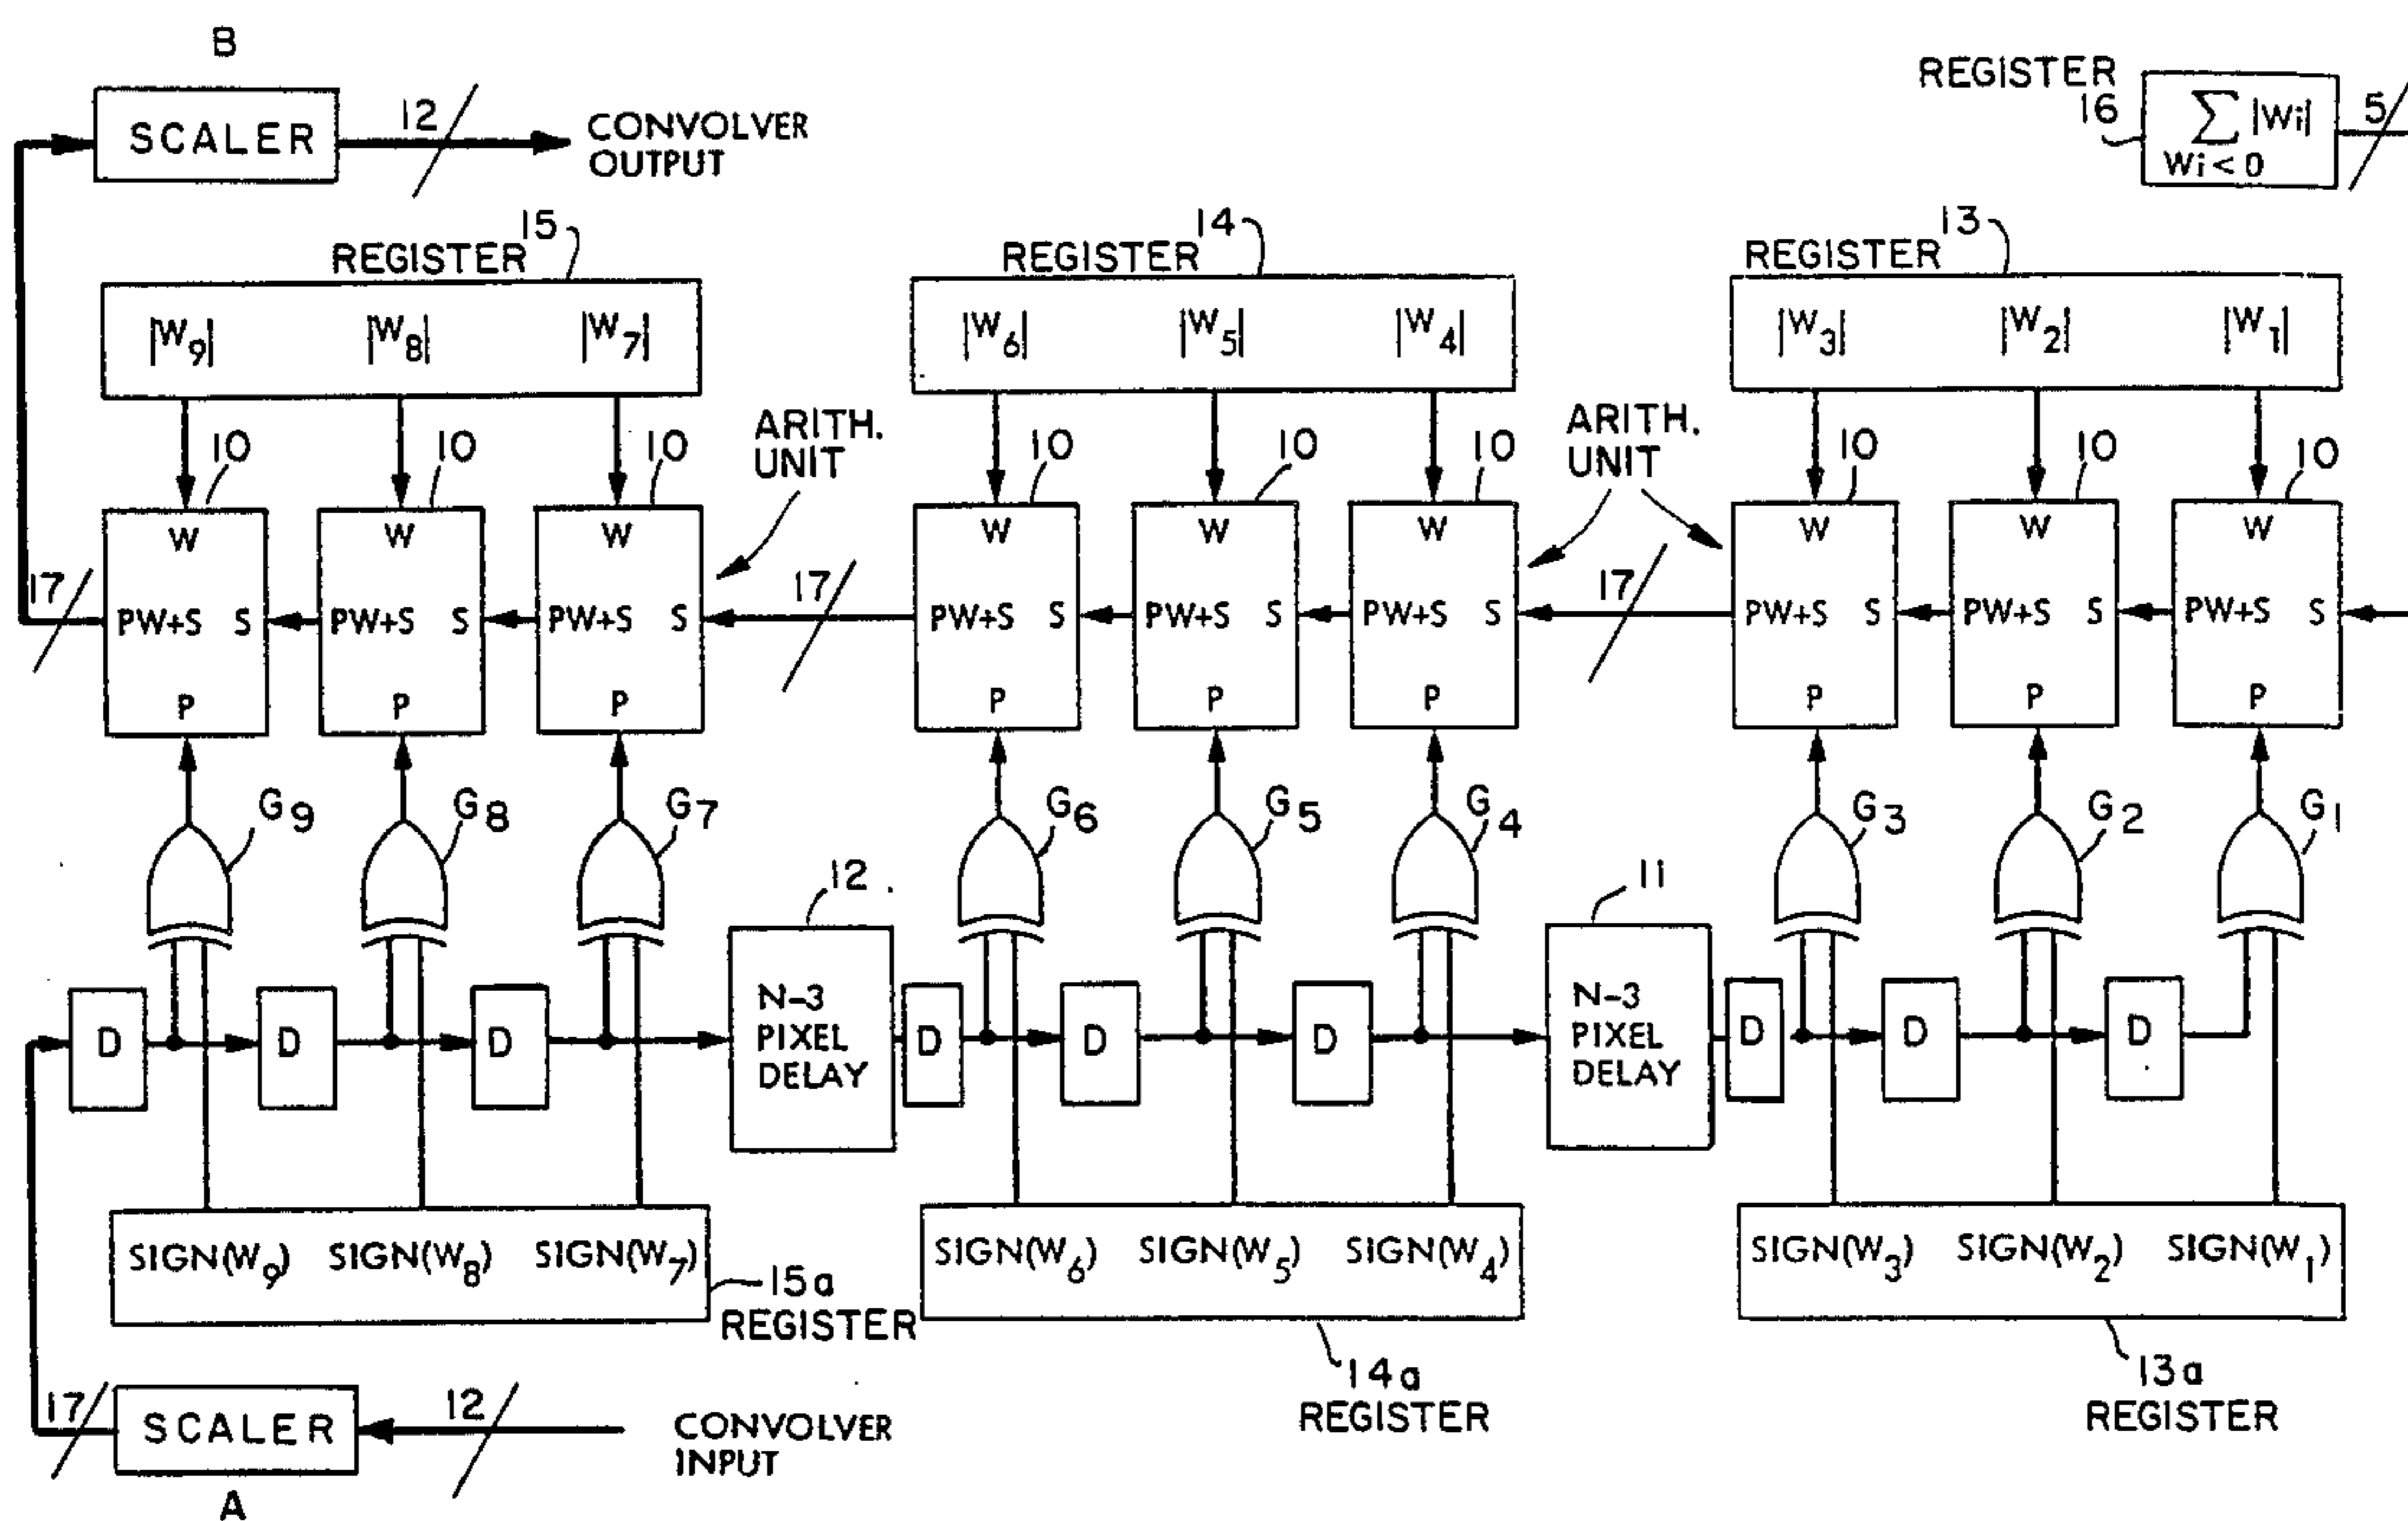 B
SCALER
12
CONVOLVER
OUTPUT
REGISTER
16
∑ |Wi|
Wi < 0
5
REGISTER 15
|W9| |W8| |W7|
REGISTER 14
|W6| |W5| |W4|
REGISTER 13
|W3| |W2| |W1|
10 10 10
ARITH.
UNIT
10 10 10
ARITH.
UNIT
10 10 10
W W W W W W W W W
17
PW+S S PW+S S PW+S S
17
PW+S S PW+S S PW+S S
17
PW+S S PW+S S PW+S S
P P P P P P P P P
G9 G8 G7 G6 G5 G4 G3 G2 G1
12
11
D D D
N-3
PIXEL
DELAY
D D D
N-3
PIXEL
DELAY
D D D
SIGN(W9) SIGN(W8) SIGN(W7)
15a
REGISTER
SIGN(W6) SIGN(W5) SIGN(W4)
14a
REGISTER
SIGN(W3) SIGN(W2) SIGN(W1)
13a
REGISTER
17
SCALER
12
CONVOLVER
INPUT
A